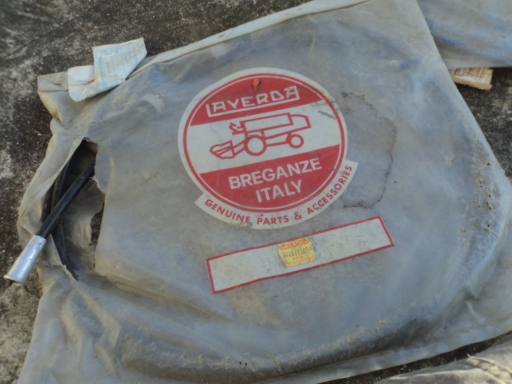 LAVERDA
BREGANZE
ITALY
GENUINE PARTS & ACCESSORIES